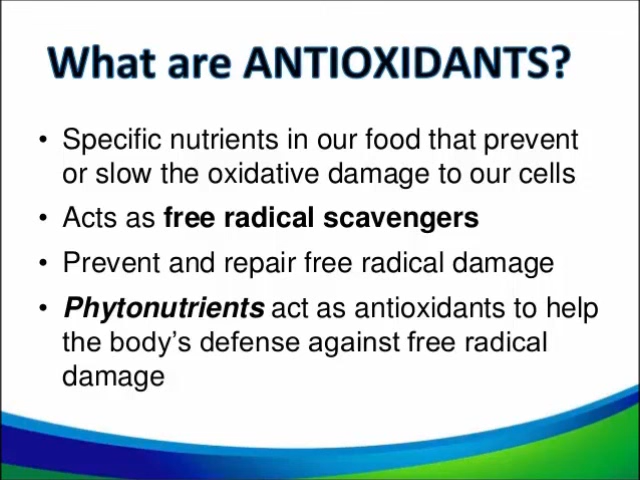 What are ANTIOXIDANTS?
• Specific nutrients in our food that prevent
or slow the oxidative damage to our cells
• Acts as free radical scavengers
• Prevent and repair free radical damage
• Phytonutrients act as antioxidants to help
the body’s defense against free radical
damage